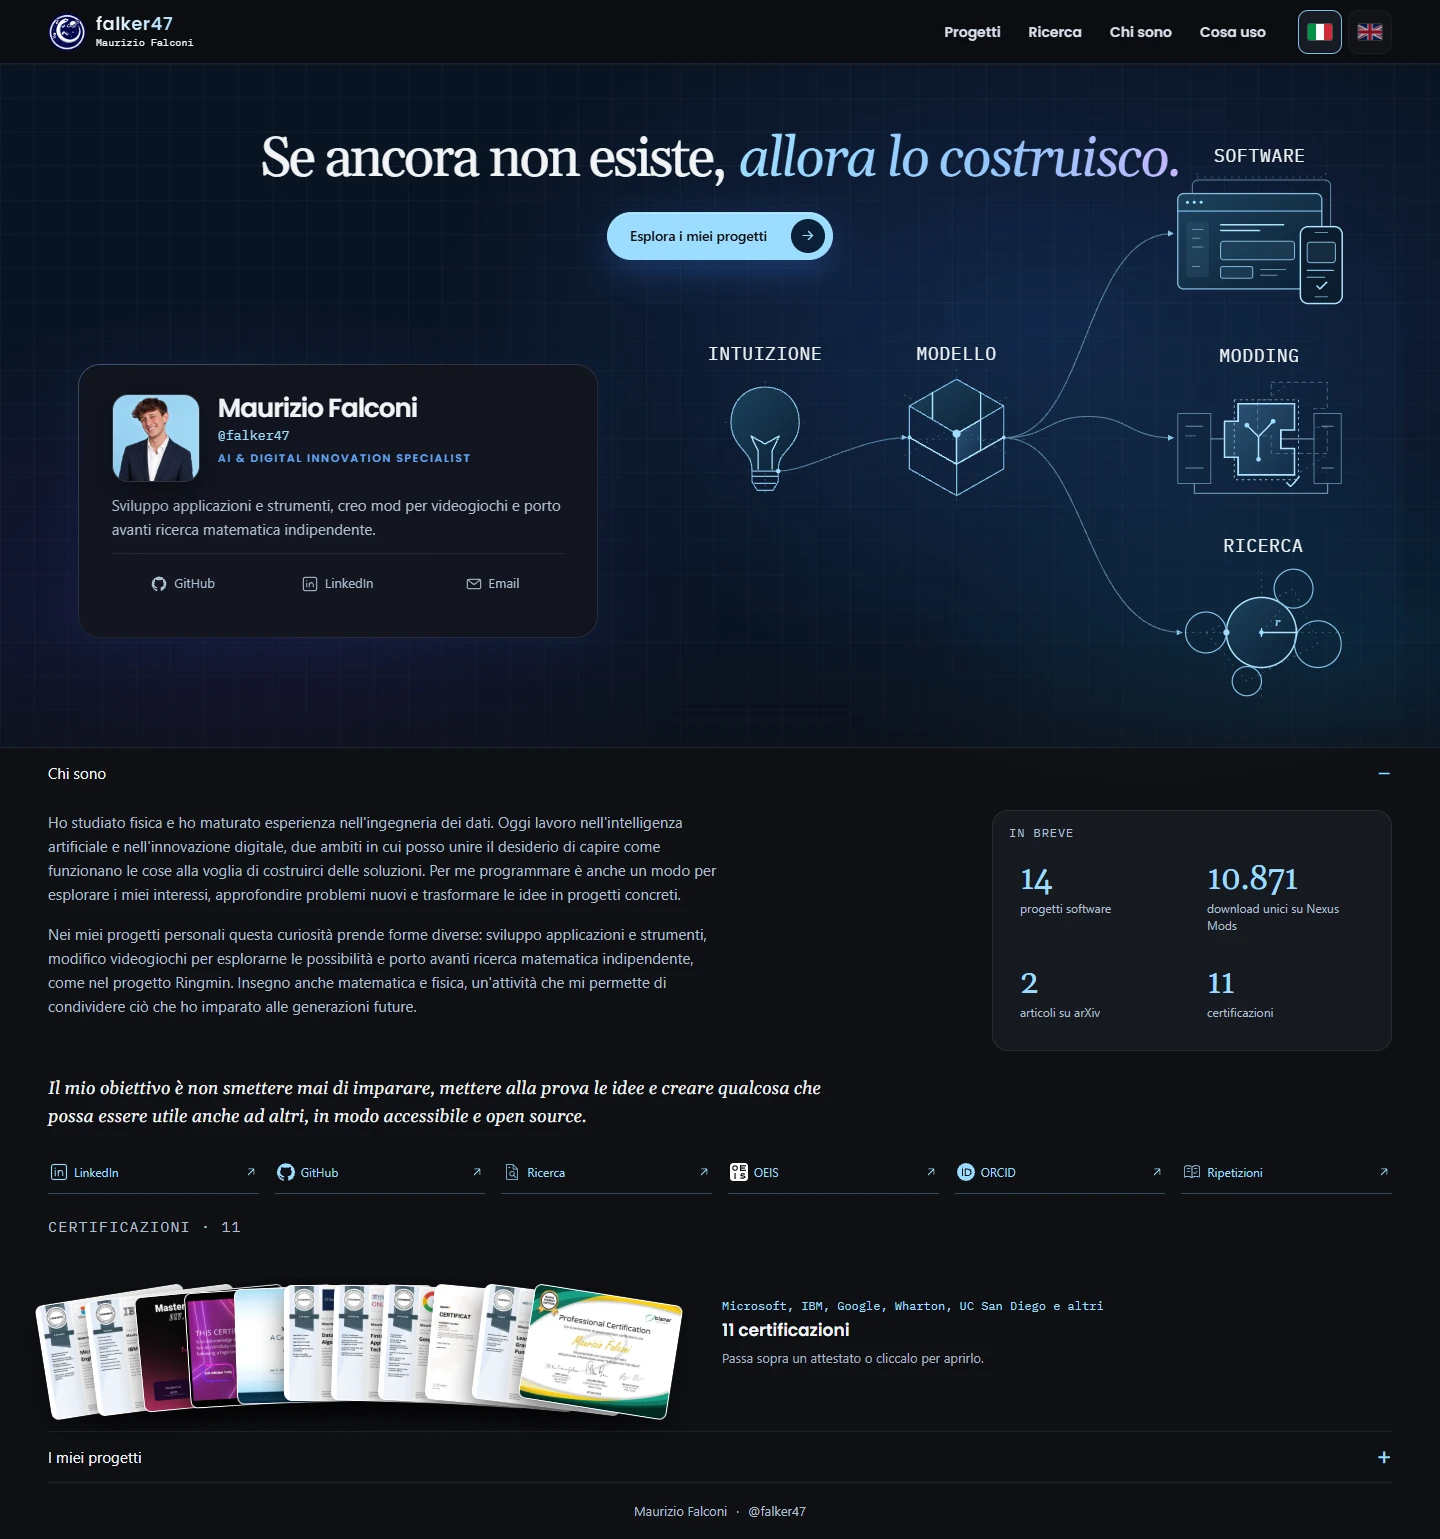 falker47
Maurizio Falconi
Progetti
Ricerca
Chi sono
Cosa uso
Se ancora non esiste, allora lo costruisco.
Esplora i miei progetti
SOFTWARE
INTUIZIONE
MODELLO
MODDING
RICERCA
r
Maurizio Falconi
@falker47
AI & DIGITAL INNOVATION SPECIALIST
Sviluppo applicazioni e strumenti, creo mod per videogiochi e porto
avanti ricerca matematica indipendente.
GitHub
LinkedIn
Email
Chi sono
Ho studiato fisica e ho maturato esperienza nell'ingegneria dei dati. Oggi lavoro nell'intelligenza
artificiale e nell'innovazione digitale, due ambiti in cui posso unire il desiderio di capire come
funzionano le cose alla voglia di costruirci delle soluzioni. Per me programmare è anche un modo per
esplorare i miei interessi, approfondire problemi nuovi e trasformare le idee in progetti concreti.
Nei miei progetti personali questa curiosità prende forme diverse: sviluppo applicazioni e strumenti,
modifico videogiochi per esplorarne le possibilità e porto avanti ricerca matematica indipendente,
come nel progetto Ringmin. Insegno anche matematica e fisica, un'attività che mi permette di
condividere ciò che ho imparato alle generazioni future.
IN BREVE
14
progetti software
10.871
download unici su Nexus
Mods
2
articoli su arXiv
11
certificazioni
Il mio obiettivo è non smettere mai di imparare, mettere alla prova le idee e creare qualcosa che
possa essere utile anche ad altri, in modo accessibile e open source.
LinkedIn
GitHub
Ricerca
OEIS
OEIS
iD
ORCID
Ripetizioni
CERTIFICAZIONI · 11
Master
THIS CERTI
CERTIFICAT
Professional Certification
Maurizio Falconi
Microsoft, IBM, Google, Wharton, UC San Diego e altri
11 certificazioni
Passa sopra un attestato o cliccalo per aprirlo.
I miei progetti
Maurizio Falconi · @falker47